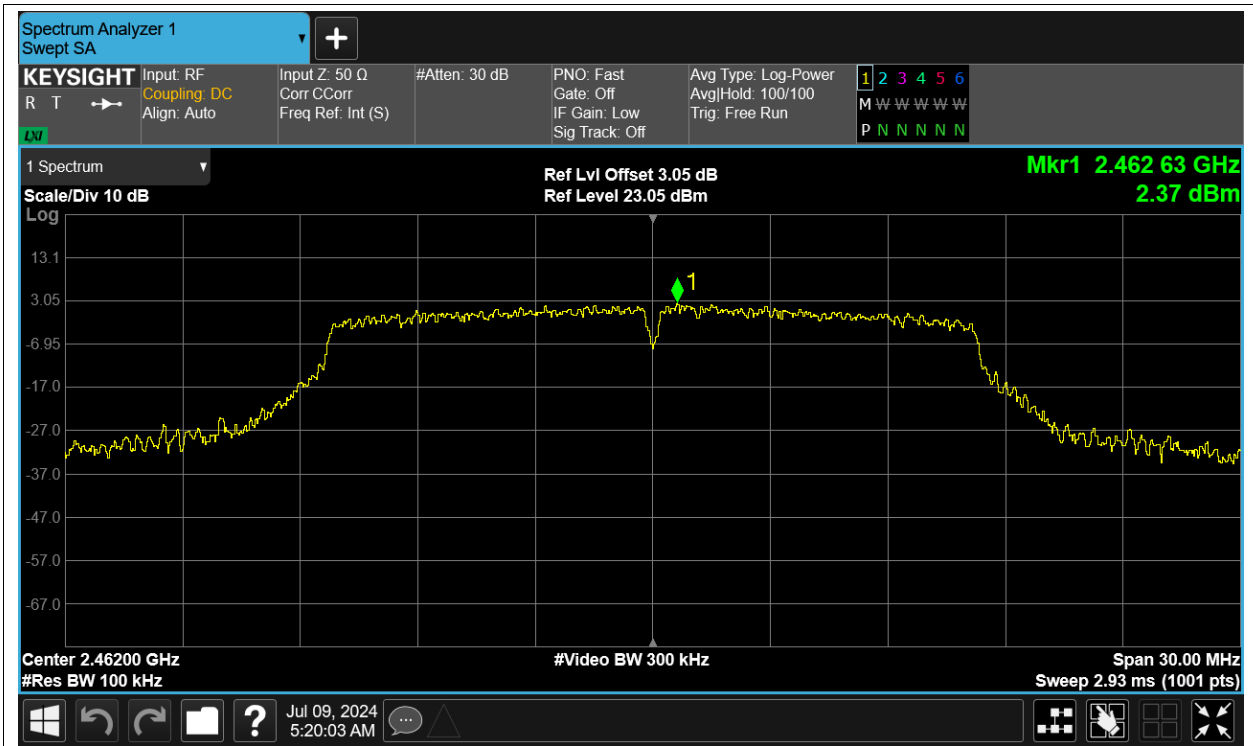 Spectrum Analyzer 1
Swept SA
KEYSIGHT
R T
LXI
Input: RF
Coupling: DC
Align: Auto
Input Z: 50 Ω
Corr CCorr
Freq Ref: Int (S)
#Atten: 30 dB
PNO: Fast
Gate: Off
IF Gain: Low
Sig Track: Off
Avg Type: Log-Power
Avg|Hold: 100/100
Trig: Free Run
1 2 3 4 5 6
M W W W W W
P N N N N N
1 Spectrum
Scale/Div 10 dB
Log
Ref Lvl Offset 3.05 dB
Ref Level 23.05 dBm
Mkr1 2.462 63 GHz
2.37 dBm
13.1
3.05
-6.95
-17.0
-27.0
-37.0
-47.0
-57.0
-67.0
1
Center 2.46200 GHz
#Res BW 100 kHz
#Video BW 300 kHz
Span 30.00 MHz
Sweep 2.93 ms (1001 pts)
?
Jul 09, 2024
5:20:03 AM